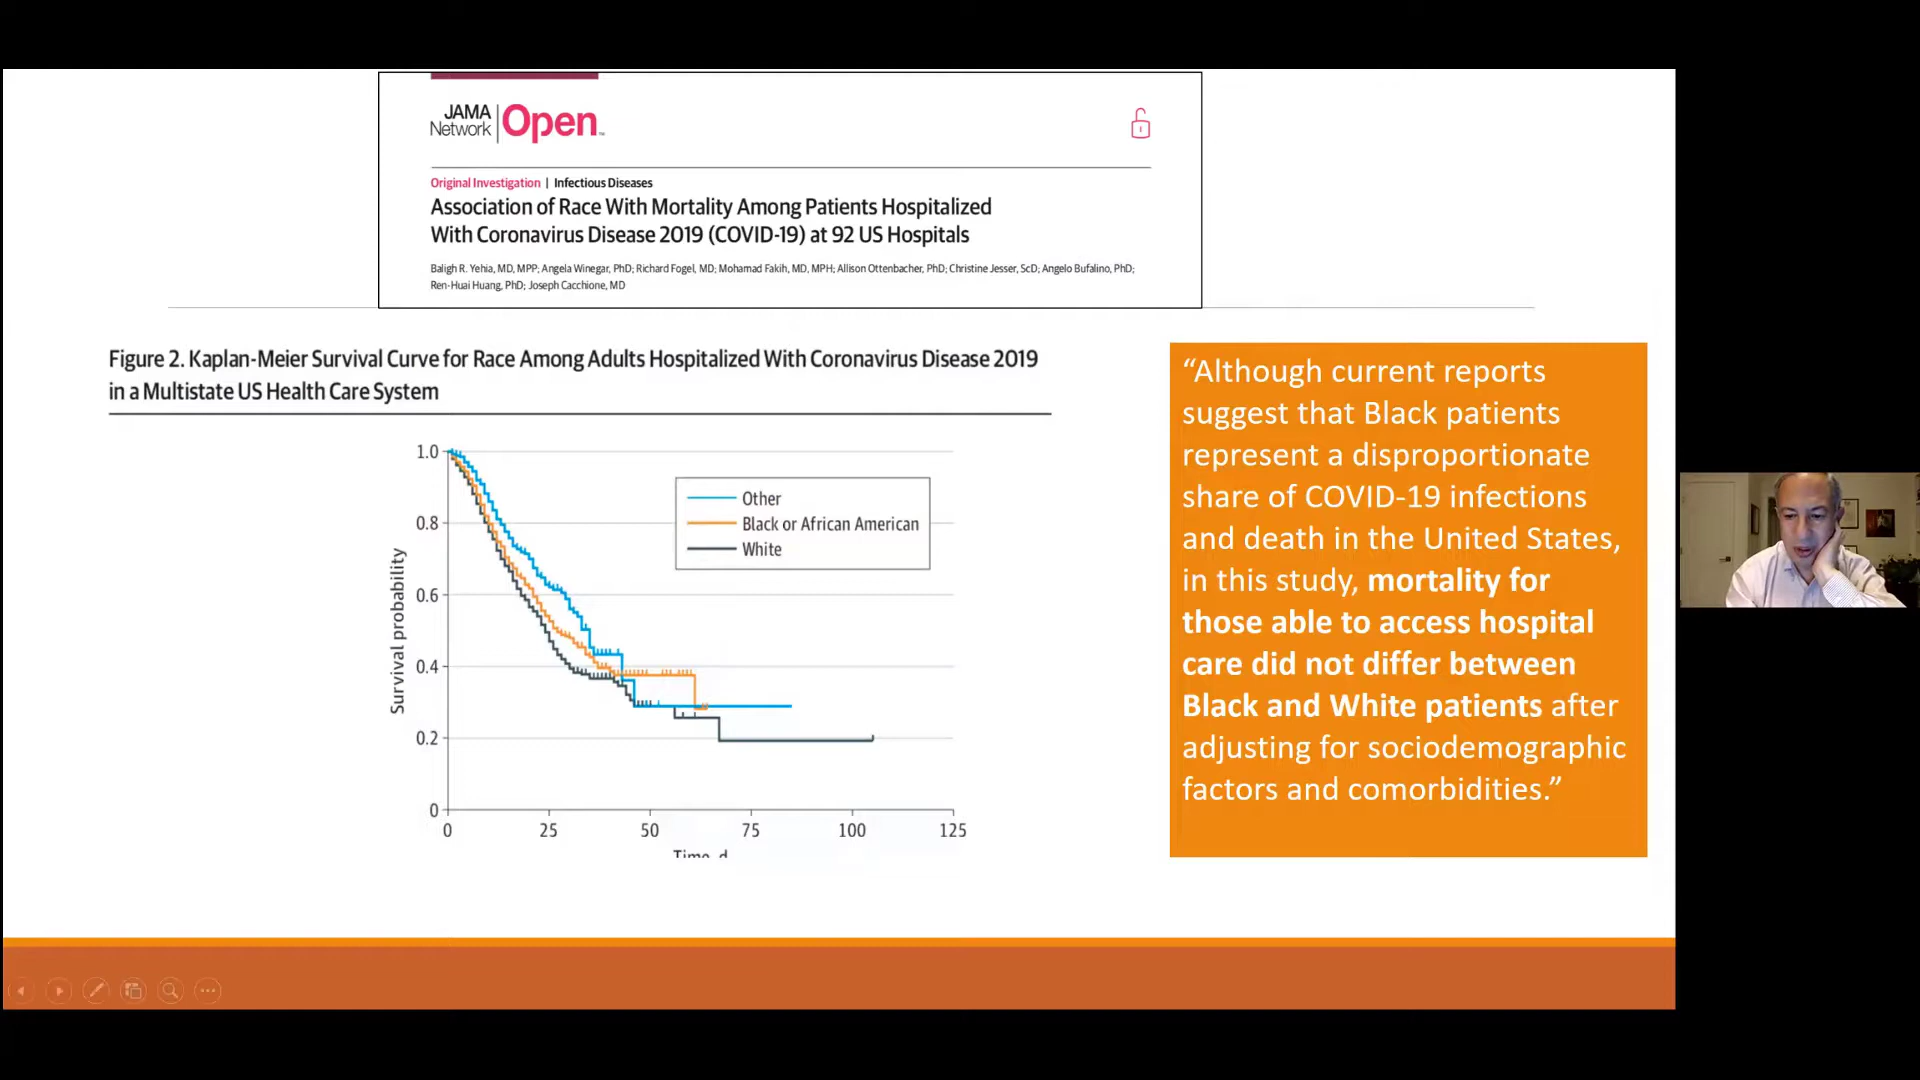 JAMA
Network
Open
Original Investigation | Infectious Diseases
Association of Race With Mortality Among Patients Hospitalized
With Coronavirus Disease 2019 (COVID-19) at 92 US Hospitals
Baligh R. Yehia, MD, MPP; Angela Winegar, PhD; Richard Fogel, MD; Mohamad Fakih, MD, MPH; Allison Ottenbacher, PhD; Christine Jesser, ScD; Angelo Bufalino, PhD;
Ren-Huai Huang, PhD; Joseph Cacchione, MD
Figure 2. Kaplan-Meier Survival Curve for Race Among Adults Hospitalized With Coronavirus Disease 2019
in a Multistate US Health Care System
Survival probability
1.0
0.8
0.6
0.4
0.2
0
Other
Black or African American
White
0 25 50 75 100 125
Time, d
“Although current reports
suggest that Black patients
represent a disproportionate
share of COVID-19 infections
and death in the United States,
in this study, mortality for
those able to access hospital
care did not differ between
Black and White patients after
adjusting for sociodemographic
factors and comorbidities.”